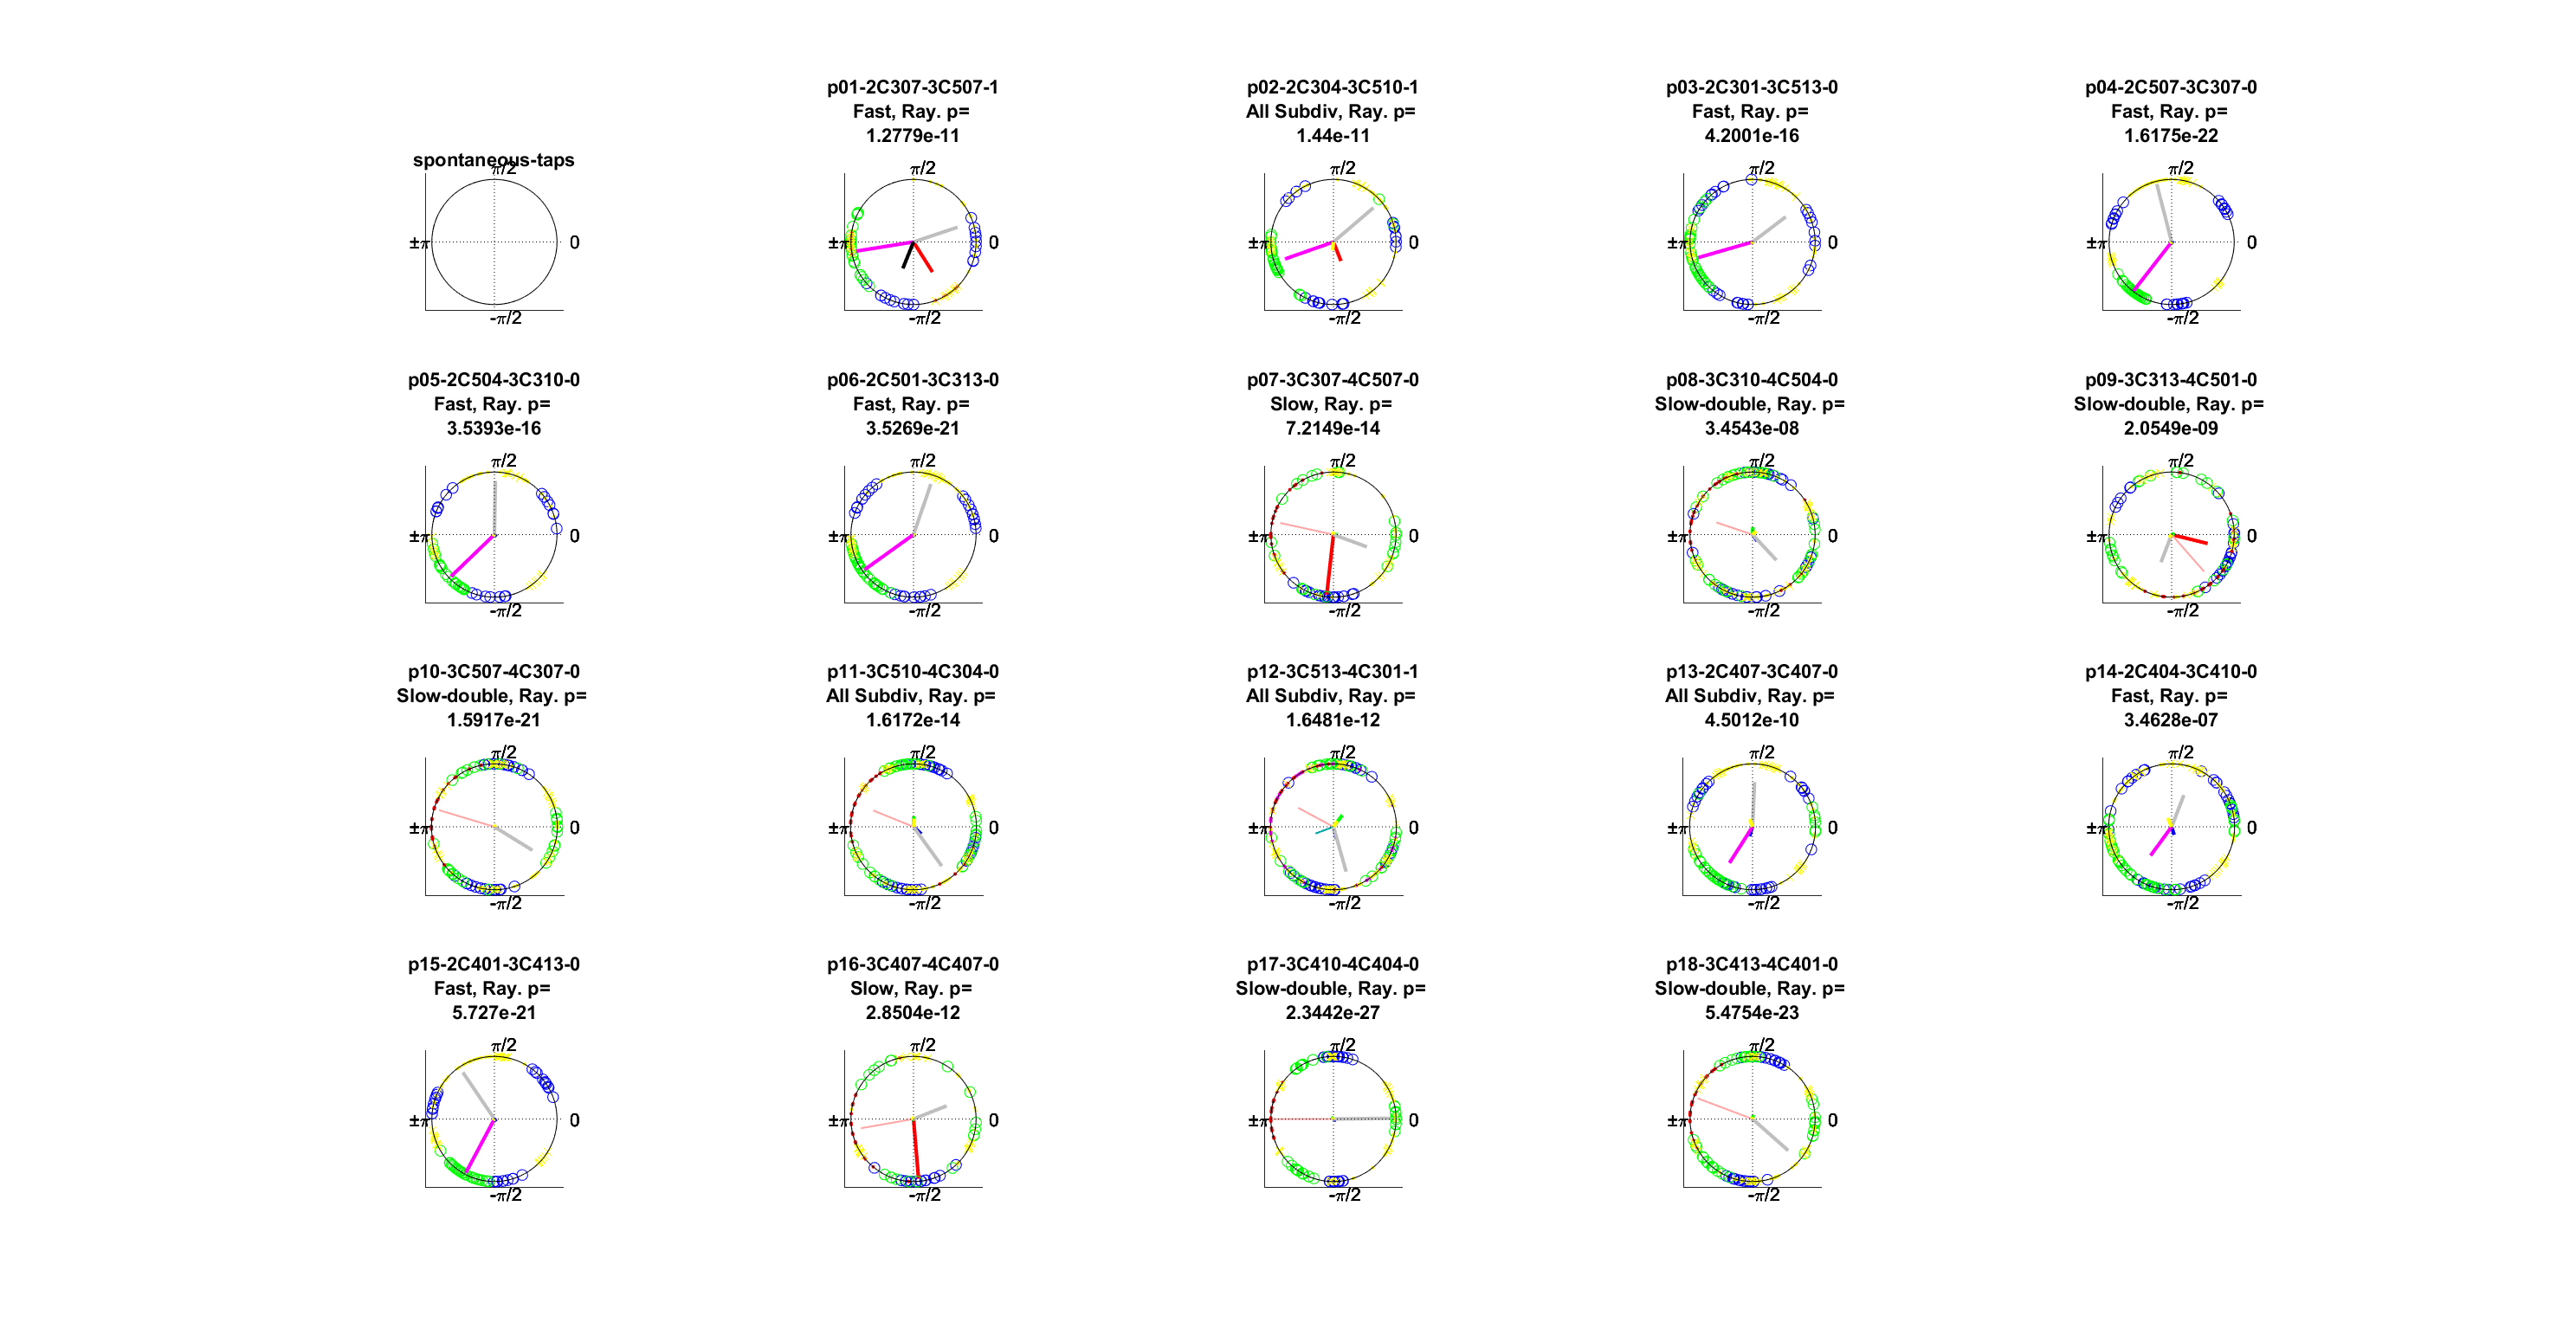 spontaneous-taps
π/2
±π
0
-π/2
p01-2C307-3C507-1
Fast, Ray. p=
1.2779e-11
π/2
±π
0
-π/2
p02-2C304-3C510-1
All Subdiv, Ray. p=
1.44e-11
π/2
±π
0
-π/2
p03-2C301-3C513-0
Fast, Ray. p=
4.2001e-16
π/2
±π
0
-π/2
p04-2C507-3C307-0
Fast, Ray. p=
1.6175e-22
π/2
±π
0
-π/2
p05-2C504-3C310-0
Fast, Ray. p=
3.5393e-16
π/2
±π
0
-π/2
p06-2C501-3C313-0
Fast, Ray. p=
3.5269e-21
π/2
±π
0
-π/2
p07-3C307-4C507-0
Slow, Ray. p=
7.2149e-14
π/2
±π
0
-π/2
p08-3C310-4C504-0
Slow-double, Ray. p=
3.4543e-08
π/2
±π
0
-π/2
p09-3C313-4C501-0
Slow-double, Ray. p=
2.0549e-09
π/2
±π
0
-π/2
p10-3C507-4C307-0
Slow-double, Ray. p=
1.5917e-21
π/2
±π
0
-π/2
p11-3C510-4C304-0
All Subdiv, Ray. p=
1.6172e-14
π/2
±π
0
-π/2
p12-3C513-4C301-1
All Subdiv, Ray. p=
1.6481e-12
π/2
±π
0
-π/2
p13-2C407-3C407-0
All Subdiv, Ray. p=
4.5012e-10
π/2
±π
0
-π/2
p14-2C404-3C410-0
Fast, Ray. p=
3.4628e-07
π/2
±π
0
-π/2
p15-2C401-3C413-0
Fast, Ray. p=
5.727e-21
π/2
±π
0
-π/2
p16-3C407-4C407-0
Slow, Ray. p=
2.8504e-12
π/2
±π
0
-π/2
p17-3C410-4C404-0
Slow-double, Ray. p=
2.3442e-27
π/2
±π
0
-π/2
p18-3C413-4C401-0
Slow-double, Ray. p=
5.4754e-23
π/2
±π
0
-π/2